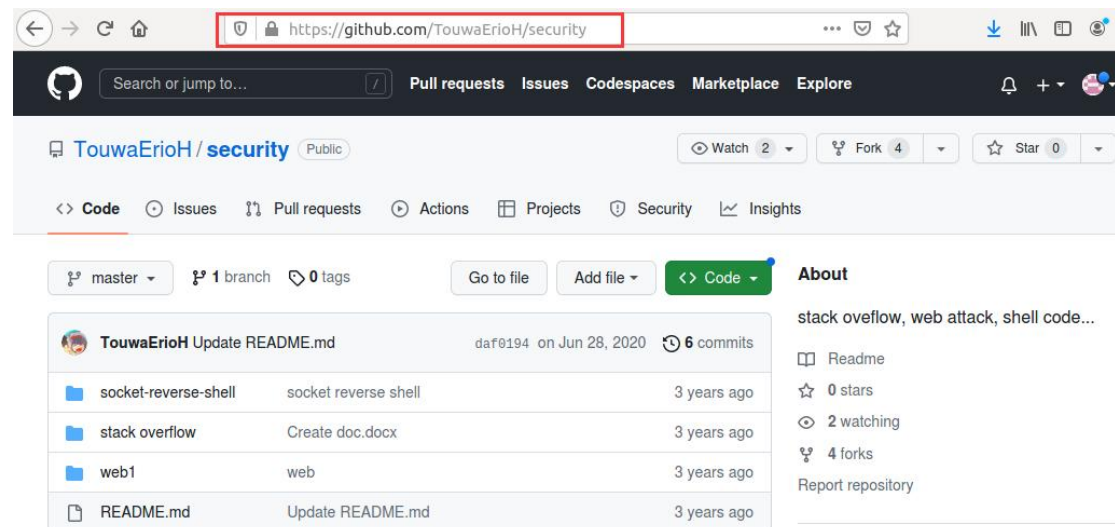 https://github.com/TouwaErioH/security
Search or jump to... / Pull requests Issues Codespaces Marketplace Explore
TouwaErioH / security Public Watch 2 Fork 4 Star 0
Code Issues Pull requests Actions Projects Security Insights
master 1 branch 0 tags Go to file Add file Code About
stack oveflow, web attack, shell code...
TouwaErioH Update README.md daf0194 on Jun 28, 2020 6 commits
Readme
socket-reverse-shell socket reverse shell 3 years ago 0 stars
stack overflow Create doc.docx 3 years ago 2 watching
web1 web 3 years ago 4 forks
Report repository
README.md Update README.md 3 years ago